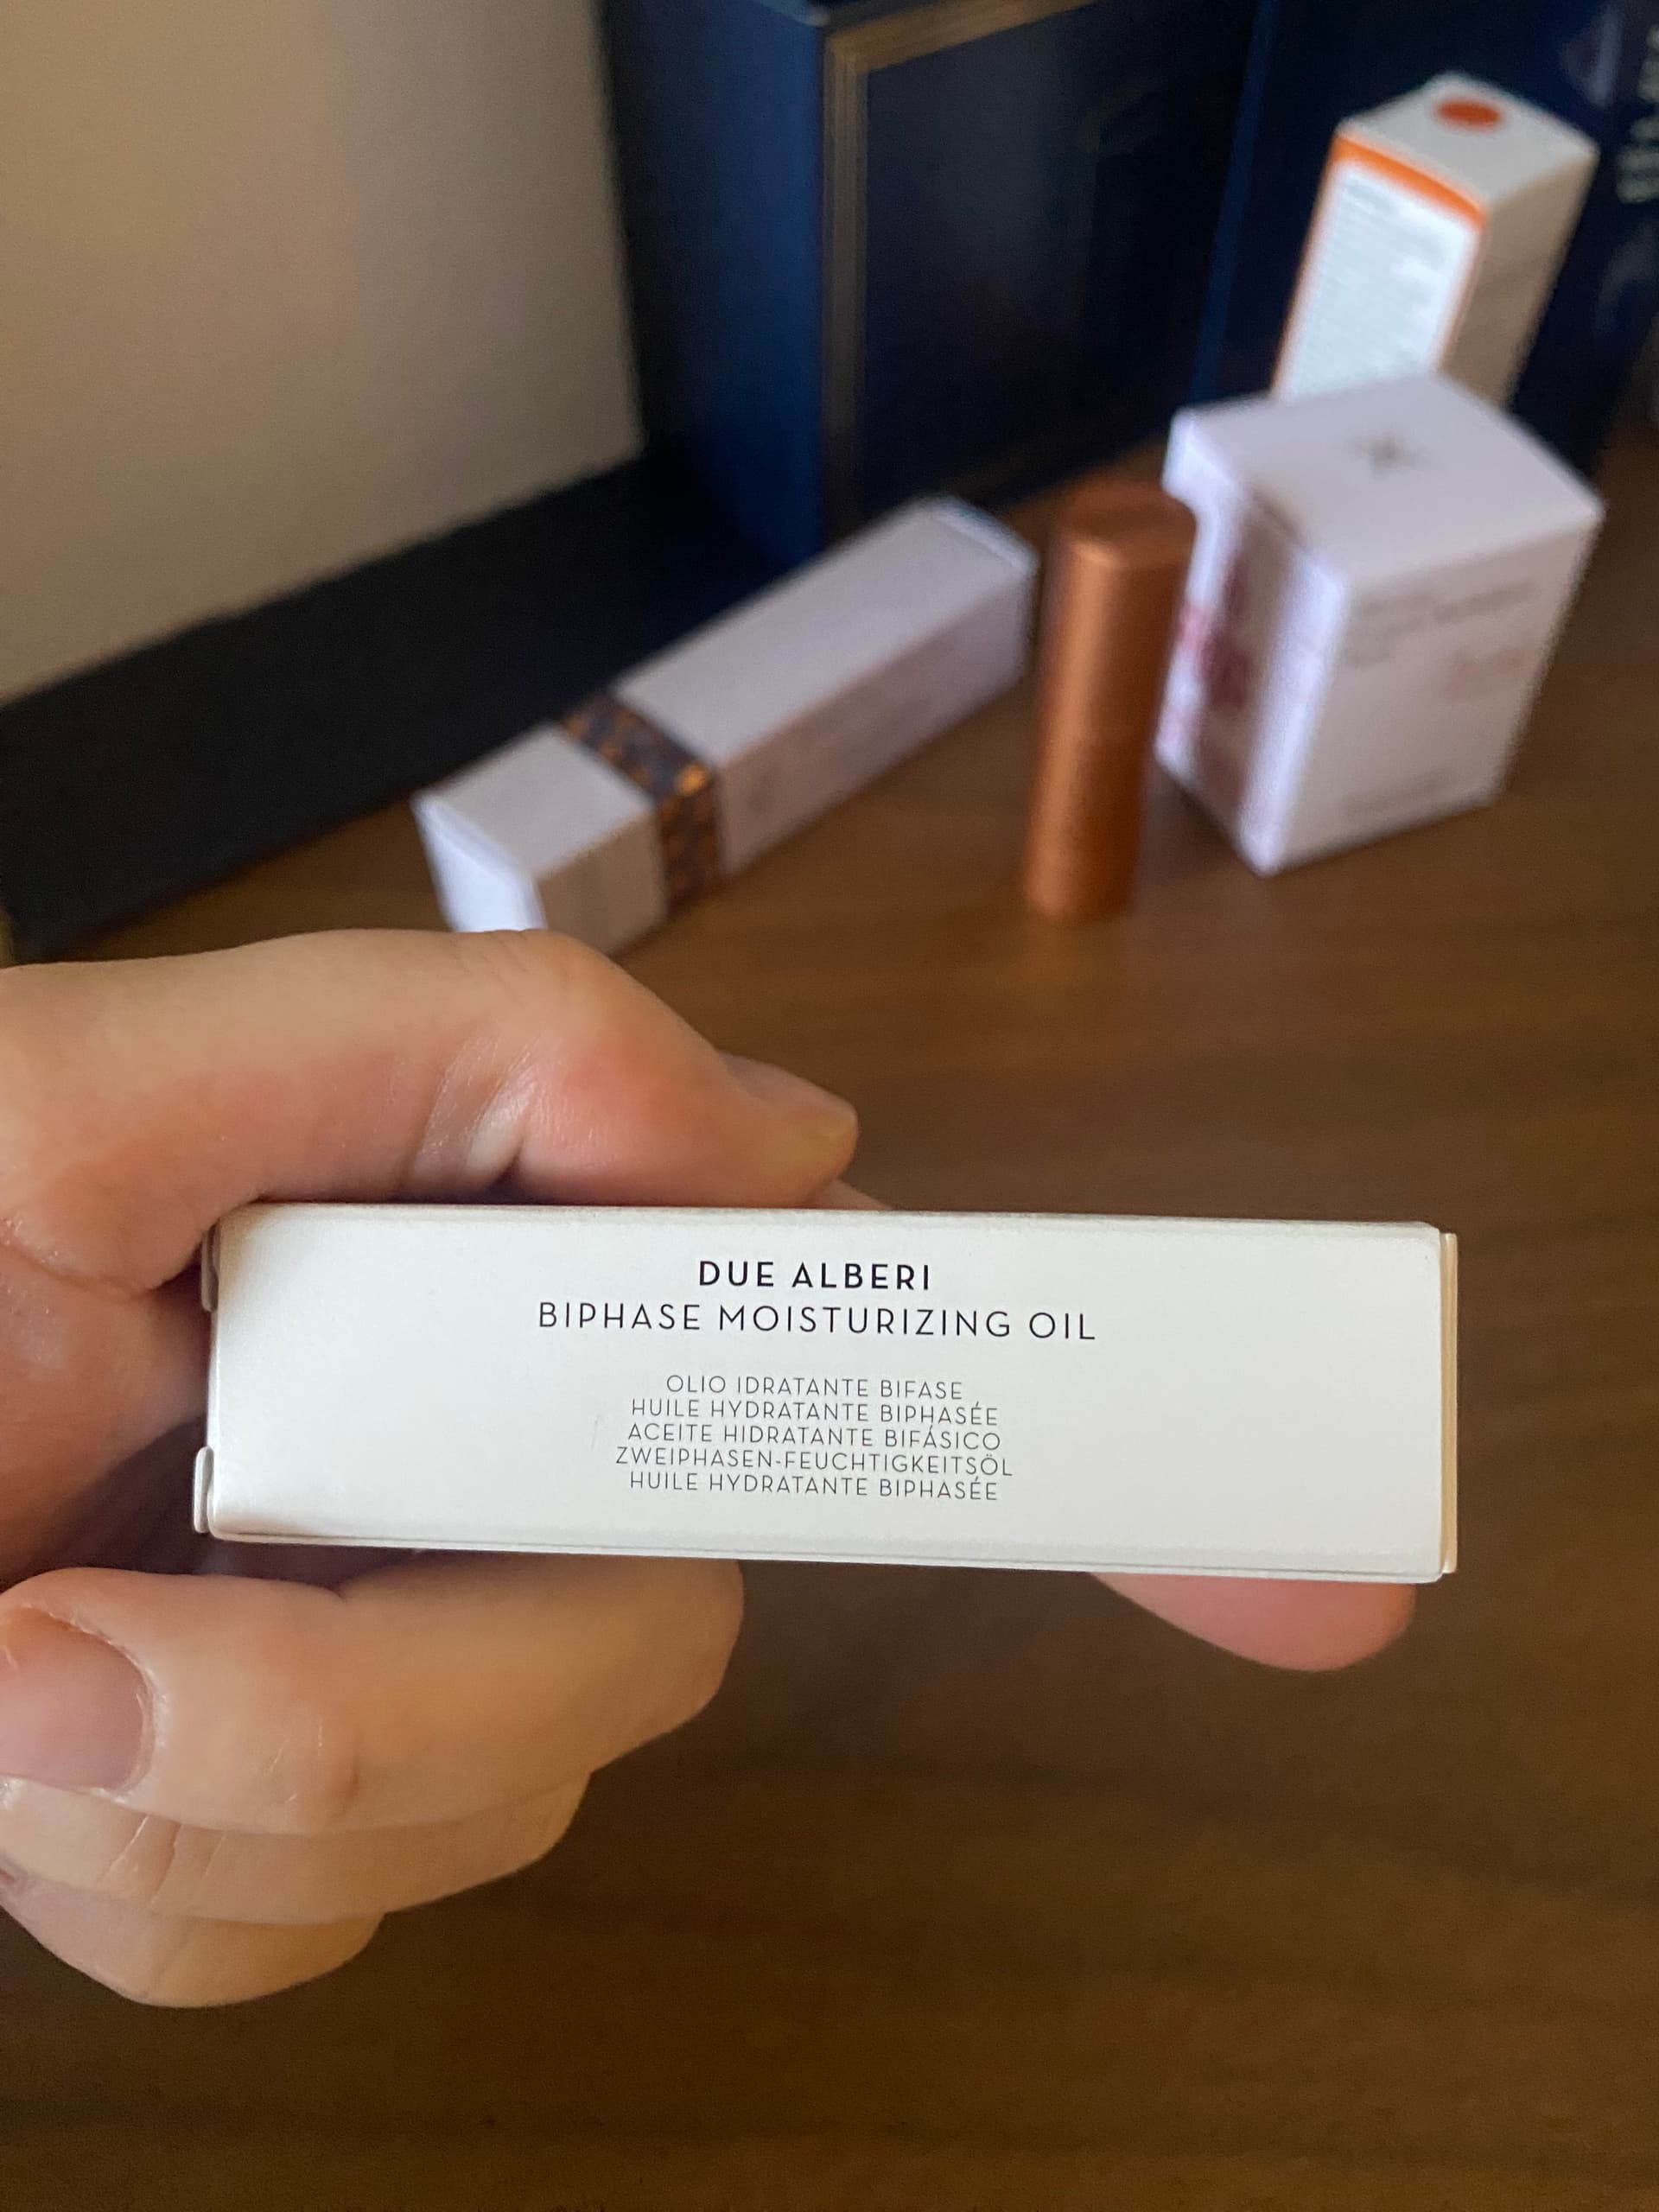 DUE ALBERI
BIPHASE MOISTURIZING OIL
OLIO IDRATANTE BIFASE
HUILE HYDRATANTE BIPHASÉE
ACEITE HIDRATANTE BIFÁSICO
ZWEIPHASEN-FEUCHTIGKEITSÖL
HUILE HYDRATANTE BIPHASÉE